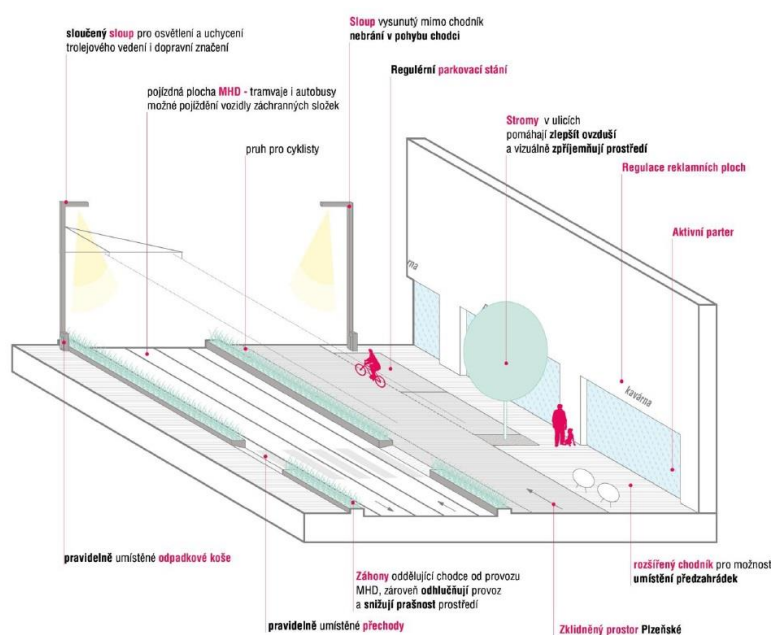 sloučený sloup pro osvětlení a uchycení
trolejového vedení i dopravní značení
Sloup vysunutý mimo chodník
nebrání v pohybu chodci
pojízdná plocha MHD - tramvaje i autobusy
možné pojíždění vozidly záchranných složek
Regulérní parkovací stání
pruh pro cyklisty
Stromy v ulicích
pomáhají zlepšit ovzduší
a vizuálně zpříjemňují prostředí
Regulace reklamních ploch
Aktivní parter
rna
kavárna
pravidelně umístěné odpadkové koše
Záhony oddělující chodce od provozu
MHD, zároveň odhlučňují provoz
a snižují prašnost prostředí
rozšířený chodník pro možnost
umístění předzahrádek
pravidelně umístěné přechody
Zklidněný prostor Plzeňské